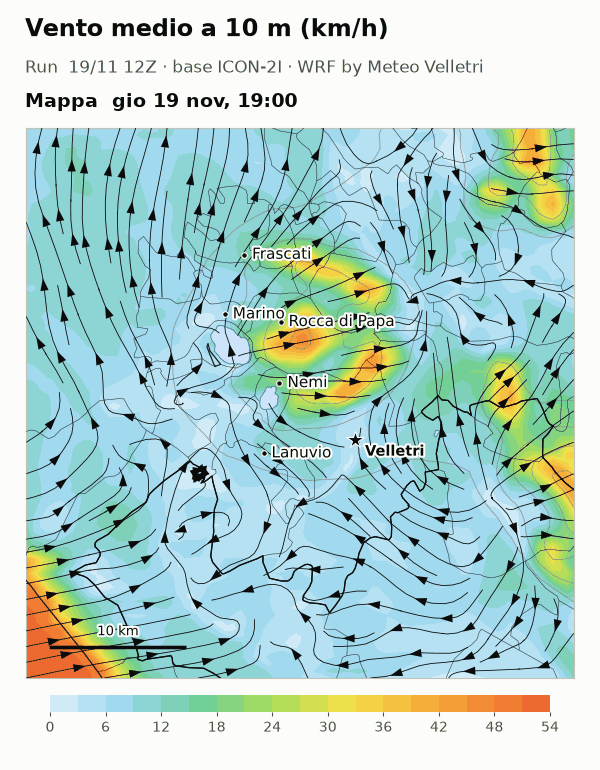 Vento medio a 10 m (km/h)
Run  19/11 12Z · base ICON-2I · WRF by Meteo Velletri
Mappa  gio 19 nov, 19:00
Frascati
Marino
Rocca di Papa
Nemi
Lanuvio
Velletri
10 km
0 6 12 18 24 30 36 42 48 54